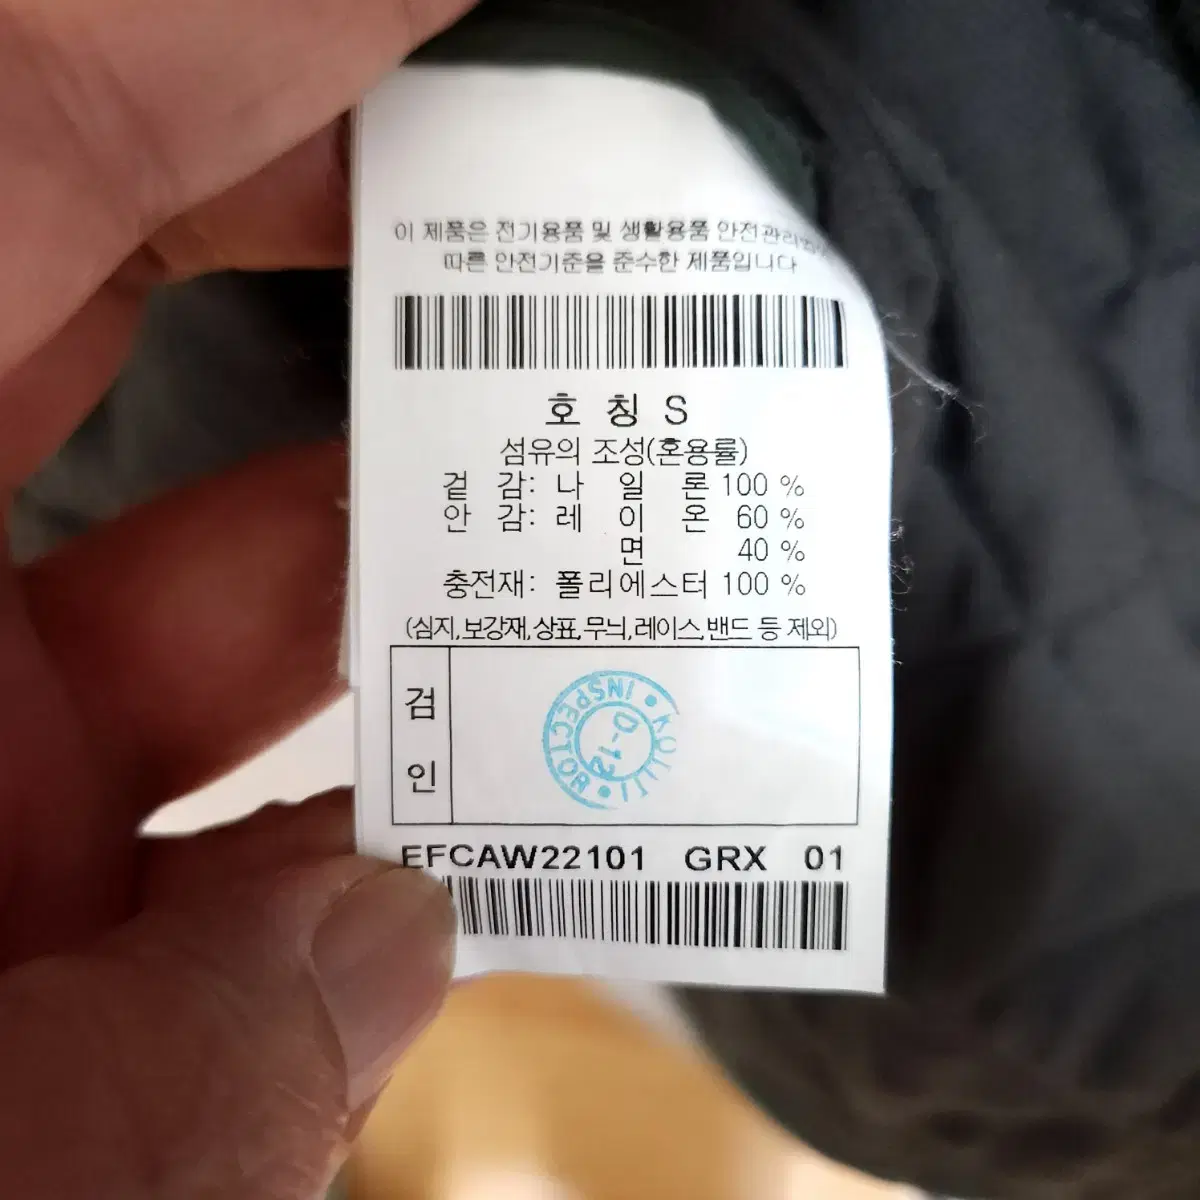 이 제품은 전기용품 및 생활용품 안전관리
따른 안전기준을 준수한 제품입니다
호 칭 S
섬유의 조성(혼용률)
겉 감: 나 일 론 100 %
안 감: 레 이 온 60 %
면 40 %
충전재: 폴리에스터 100 %
(심지,보강재,상표,무늬,레이스,밴드 등 제외)
검
인
INSPECTOR • KOTITI •
EFCAW22101 GRX 01